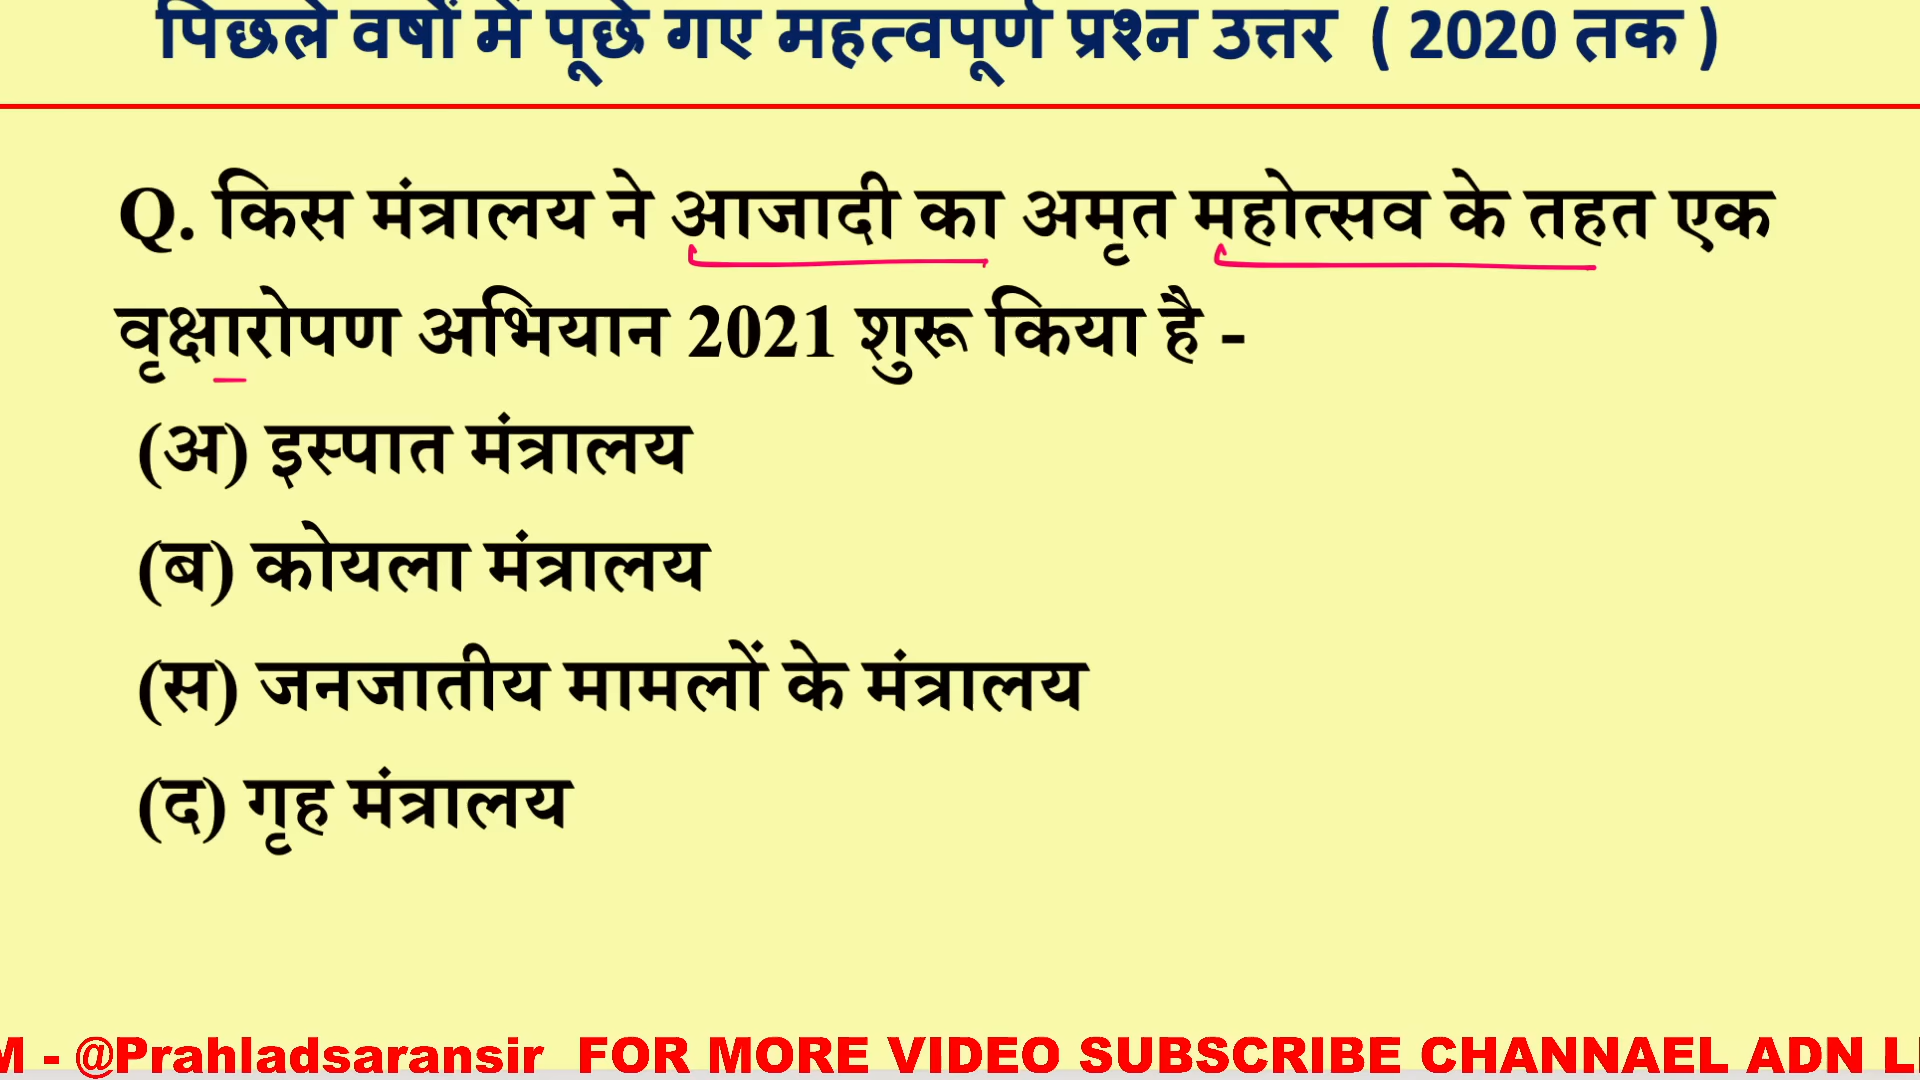 पिछले वर्षों में पूछे गए महत्वपूर्ण प्रश्न उत्तर ( 2020 तक )
Q. किस मंत्रालय ने आजादी का अमृत महोत्सव के तहत एक
वृक्षारोपण अभियान 2021 शुरू किया है -
(अ) इस्पात मंत्रालय
(ब) कोयला मंत्रालय
(स) जनजातीय मामलों के मंत्रालय
(द) गृह मंत्रालय
M - @Prahladsaransir FOR MORE VIDEO SUBSCRIBE CHANNAEL ADN L